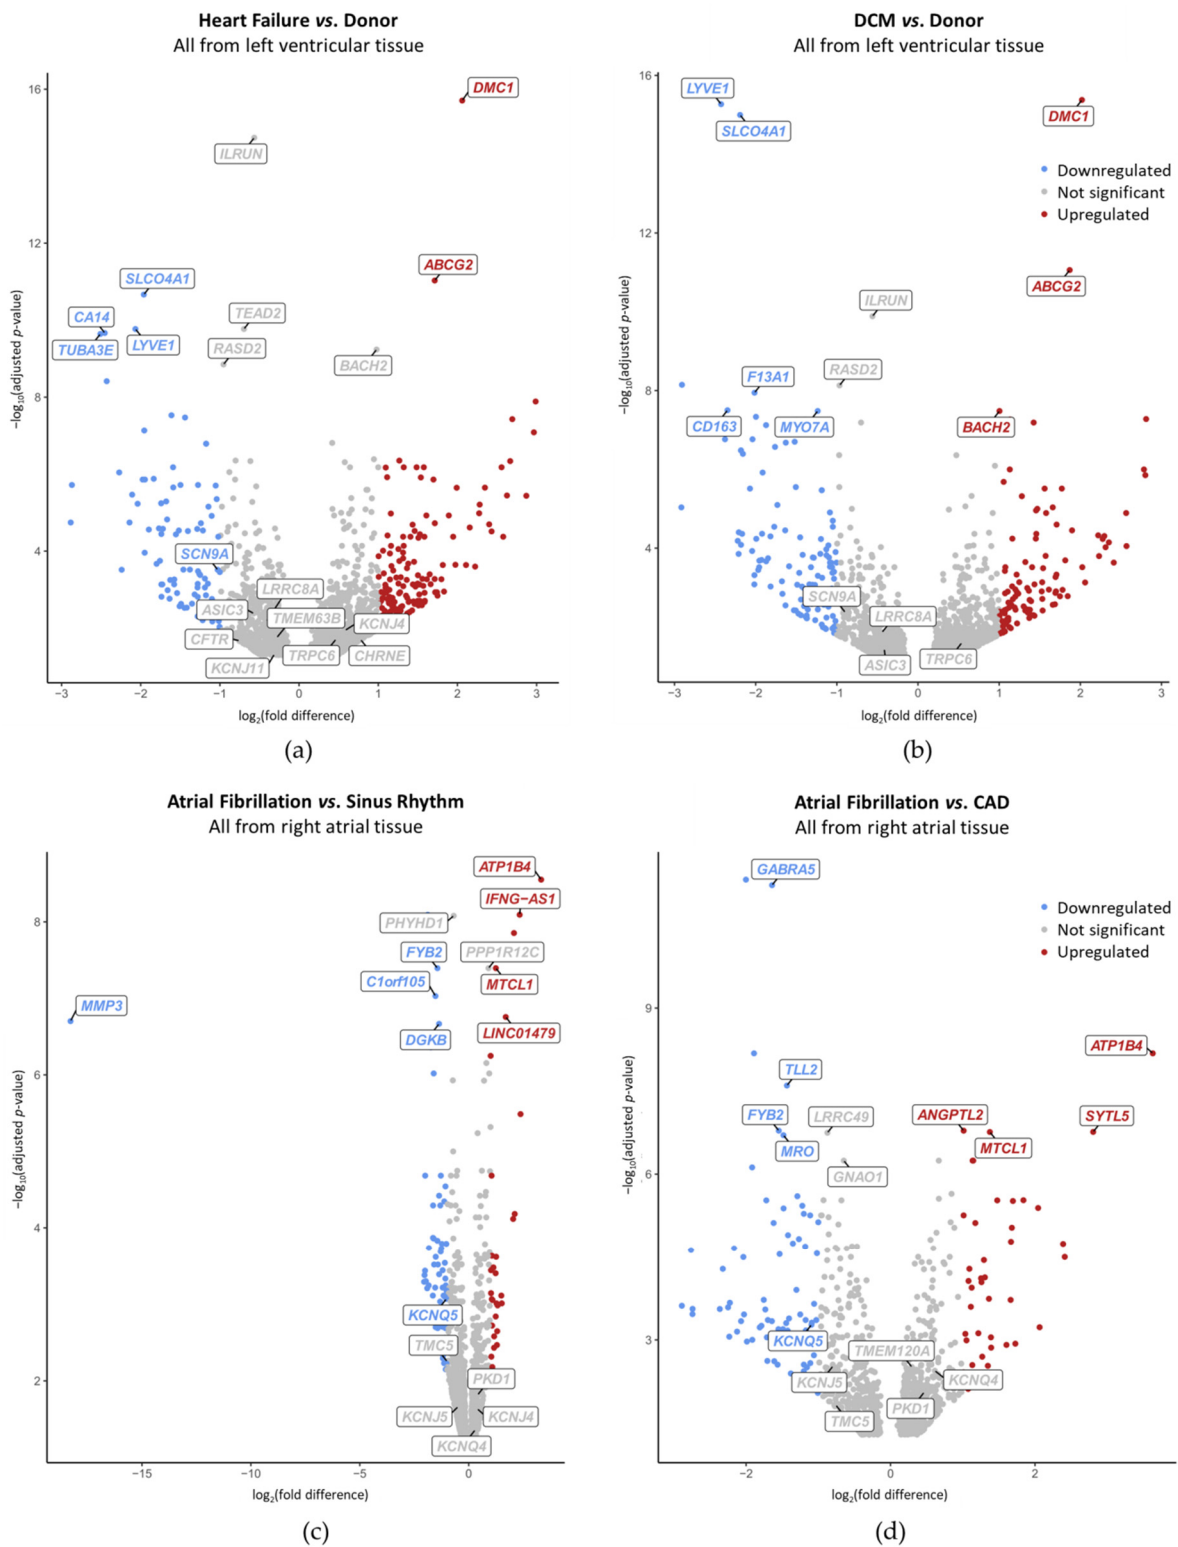 Heart Failure vs. Donor
All from left ventricular tissue
16
12
8
4
−log10(adjusted p-value)
DMC1
ILRUN
ABCG2
SLCO4A1
CA14
TEAD2
TUBA3E
LYVE1
RASD2
BACH2
SCN9A
LRRC8A
ASIC3
TMEM63B
KCNJ4
CFTR
TRPC6
CHRNE
KCNJ11
−3
−2
−1
0
1
2
3
log2(fold difference)
(a)
DCM vs. Donor
All from left ventricular tissue
16
12
8
4
−log10(adjusted p-value)
LYVE1
SLCO4A1
DMC1
Downregulated
Not significant
Upregulated
ABCG2
ILRUN
RASD2
F13A1
CD163
MYO7A
BACH2
SCN9A
LRRC8A
TRPC6
ASIC3
−3
−2
−1
0
1
2
3
log2(fold difference)
(b)
Atrial Fibrillation vs. Sinus Rhythm
All from right atrial tissue
8
6
4
2
−log10(adjusted p-value)
ATP1B4
IFNG−AS1
PHYHD1
FYB2
PPP1R12C
C1orf105
MTCL1
MMP3
DGKB
LINC01479
KCNQ5
TMC5
PKD1
KCNJ5
KCNJ4
KCNQ4
−15
−10
−5
0
log2(fold difference)
(c)
Atrial Fibrillation vs. CAD
All from right atrial tissue
9
6
3
−log10(adjusted p-value)
GABRA5
Downregulated
Not significant
Upregulated
ATP1B4
TLL2
FYB2
LRRC49
ANGPTL2
SYTL5
MRO
MTCL1
GNAO1
KCNQ5
TMEM120A
KCNJ5
KCNQ4
PKD1
TMC5
−2
0
2
log2(fold difference)
(d)